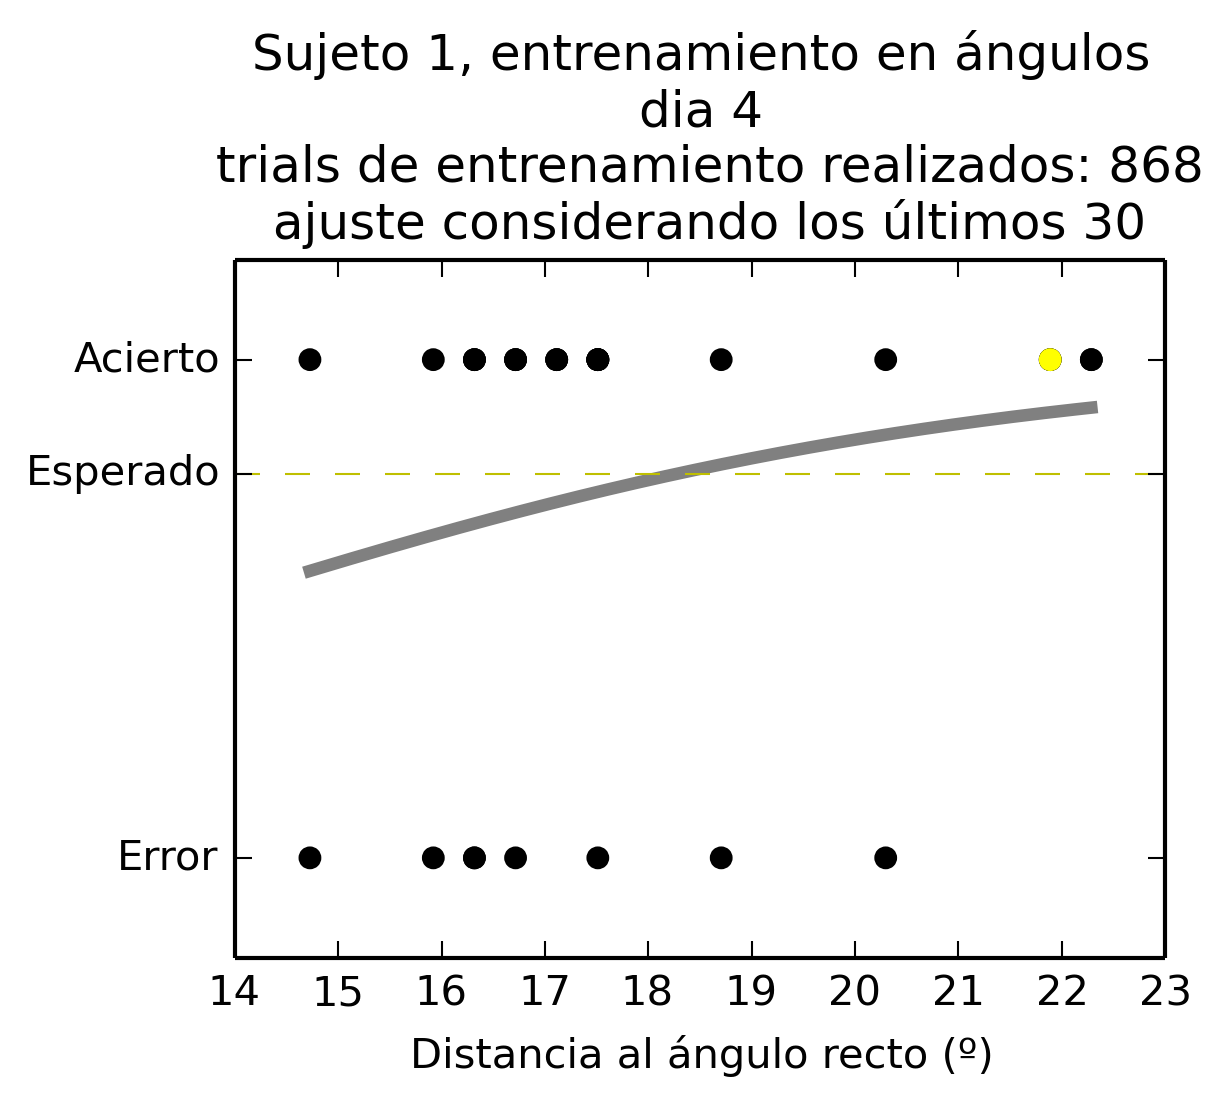 Sujeto 1, entrenamiento en ángulos
dia 4
trials de entrenamiento realizados: 868
ajuste considerando los últimos 30
Acierto
Esperado
Error
14 15 16 17 18 19 20 21 22 23
Distancia al ángulo recto (º)